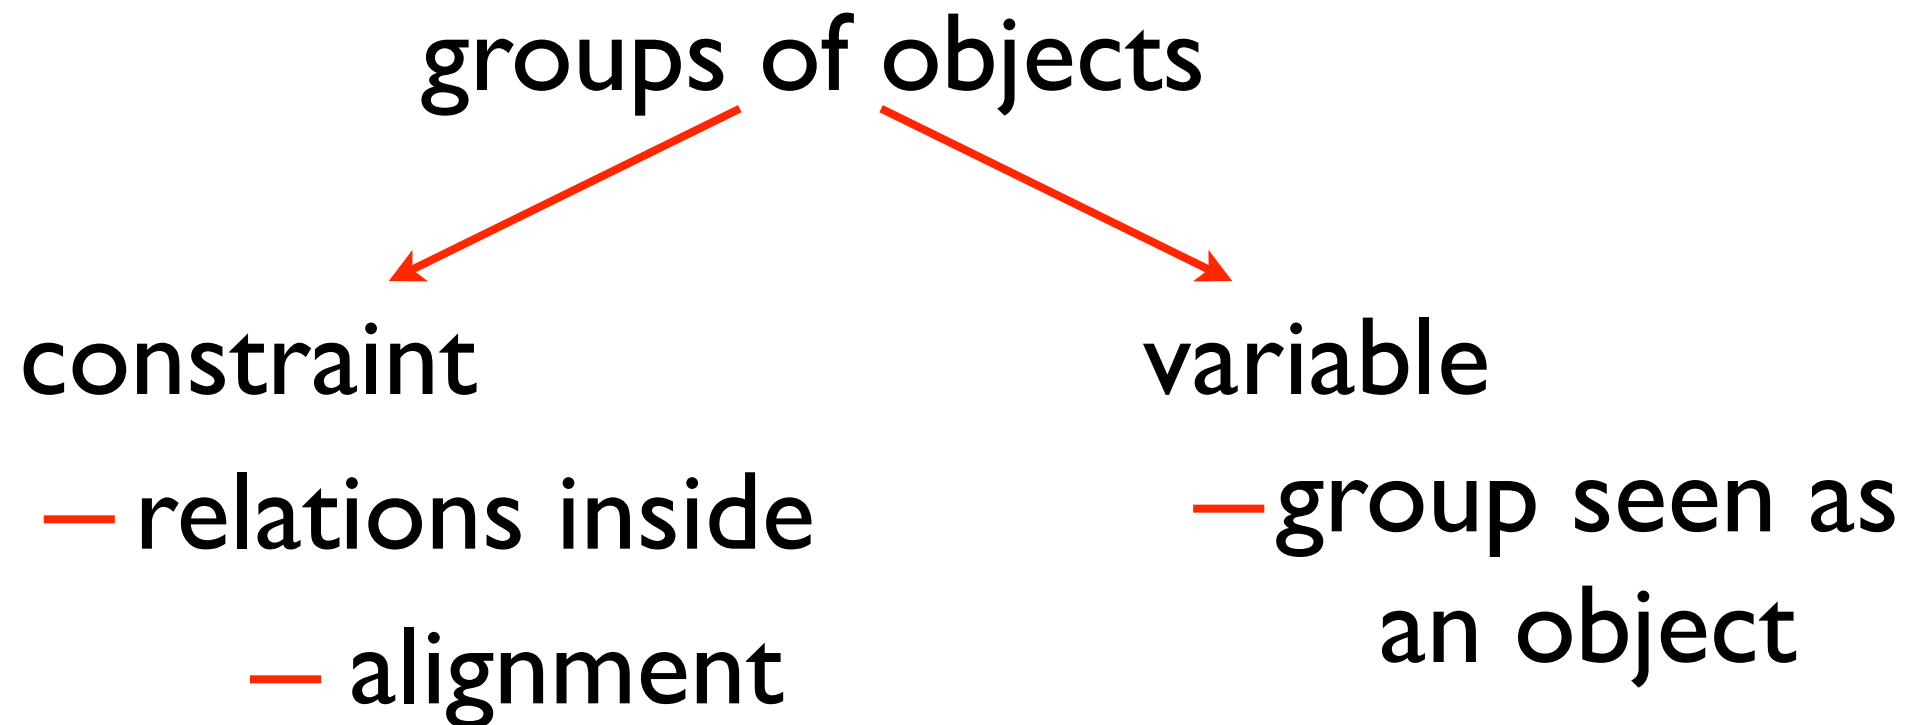 groups of objects
constraint
– relations inside
– alignment
variable
– group seen as
an object